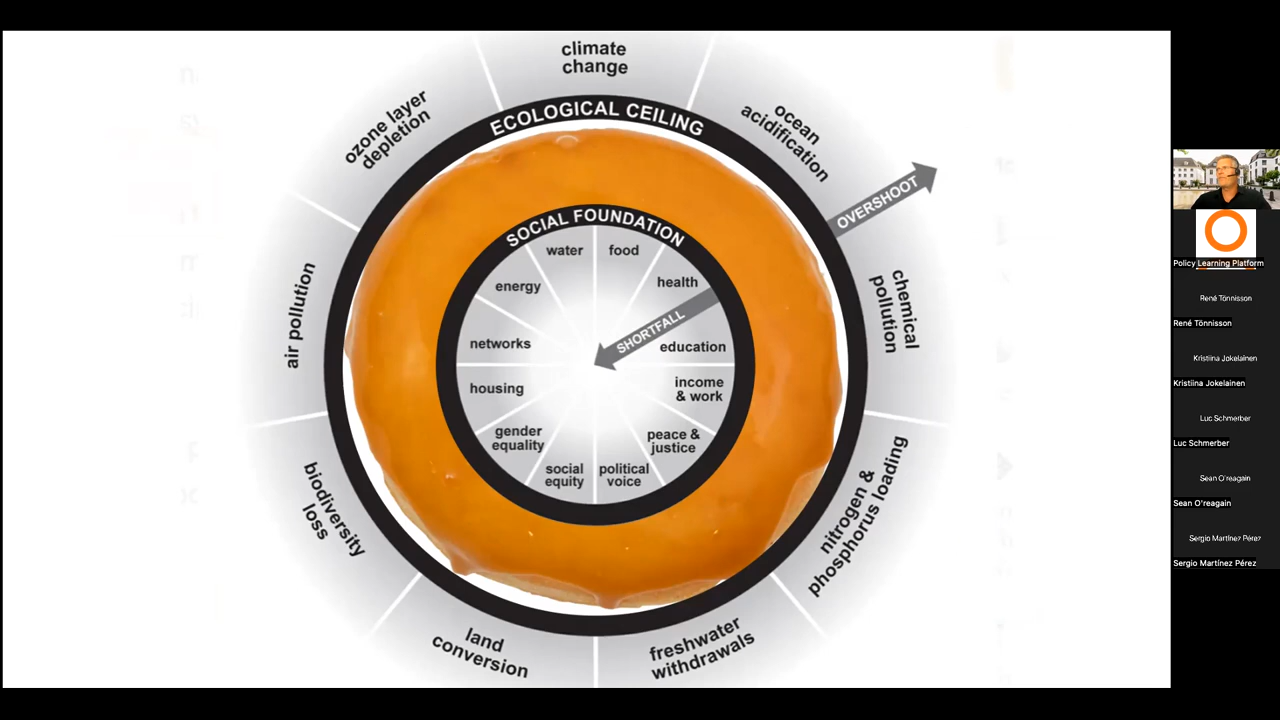 climate
change
ozone layer
depletion
ECOLOGICAL CEILING
ocean
acidification
OVERSHOOT
SOCIAL FOUNDATION
water
food
energy
health
SHORTFALL
networks
education
housing
income
& work
gender
equality
peace &
justice
social
equity
political
voice
air pollution
chemical
pollution
biodiversity
loss
nitrogen &
phosphorus loading
land
conversion
freshwater
withdrawals
Policy Learning Platform
René Tõnnisson
René Tõnnisson
Kristiina Jokelainen
Kristiina Jokelainen
Luc Schmerber
Luc Schmerber
Sean O'reagain
Sean O'reagain
Sergio Martínez Pérez
Sergio Martínez Pérez